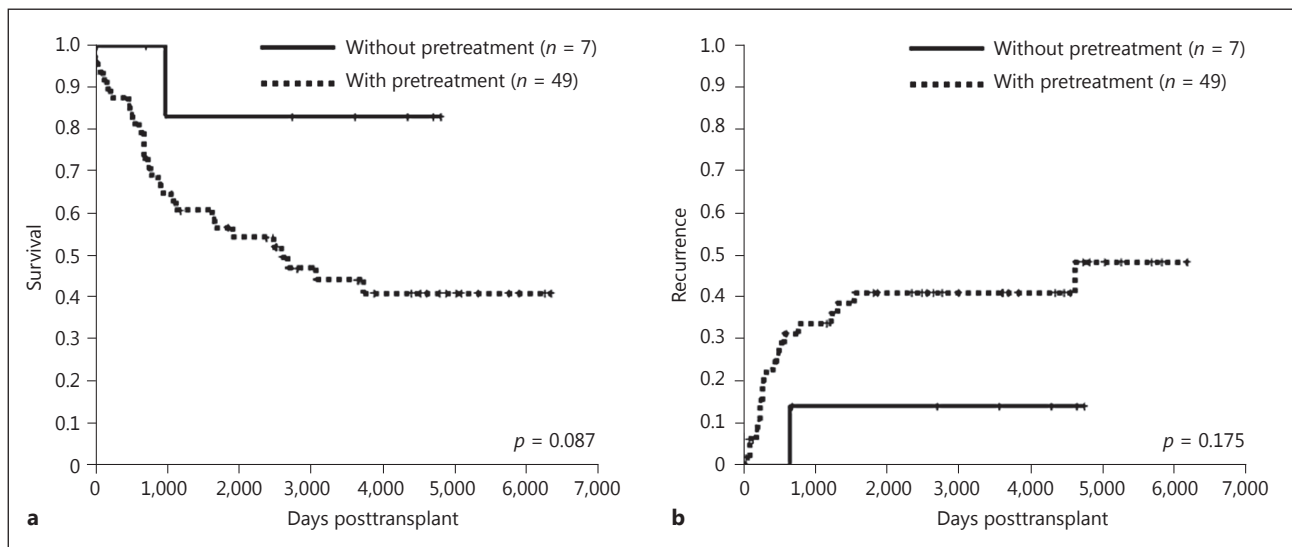 Survival
1.0
0.9
0.8
0.7
0.6
0.5
0.4
0.3
0.2
0.1
0
Without pretreatment (n = 7)
With pretreatment (n = 49)
p = 0.087
0 1,000 2,000 3,000 4,000 5,000 6,000 7,000
Days posttransplant
a
Recurrence
1.0
0.9
0.8
0.7
0.6
0.5
0.4
0.3
0.2
0.1
0
Without pretreatment (n = 7)
With pretreatment (n = 49)
p = 0.175
0 1,000 2,000 3,000 4,000 5,000 6,000 7,000
Days posttransplant
b